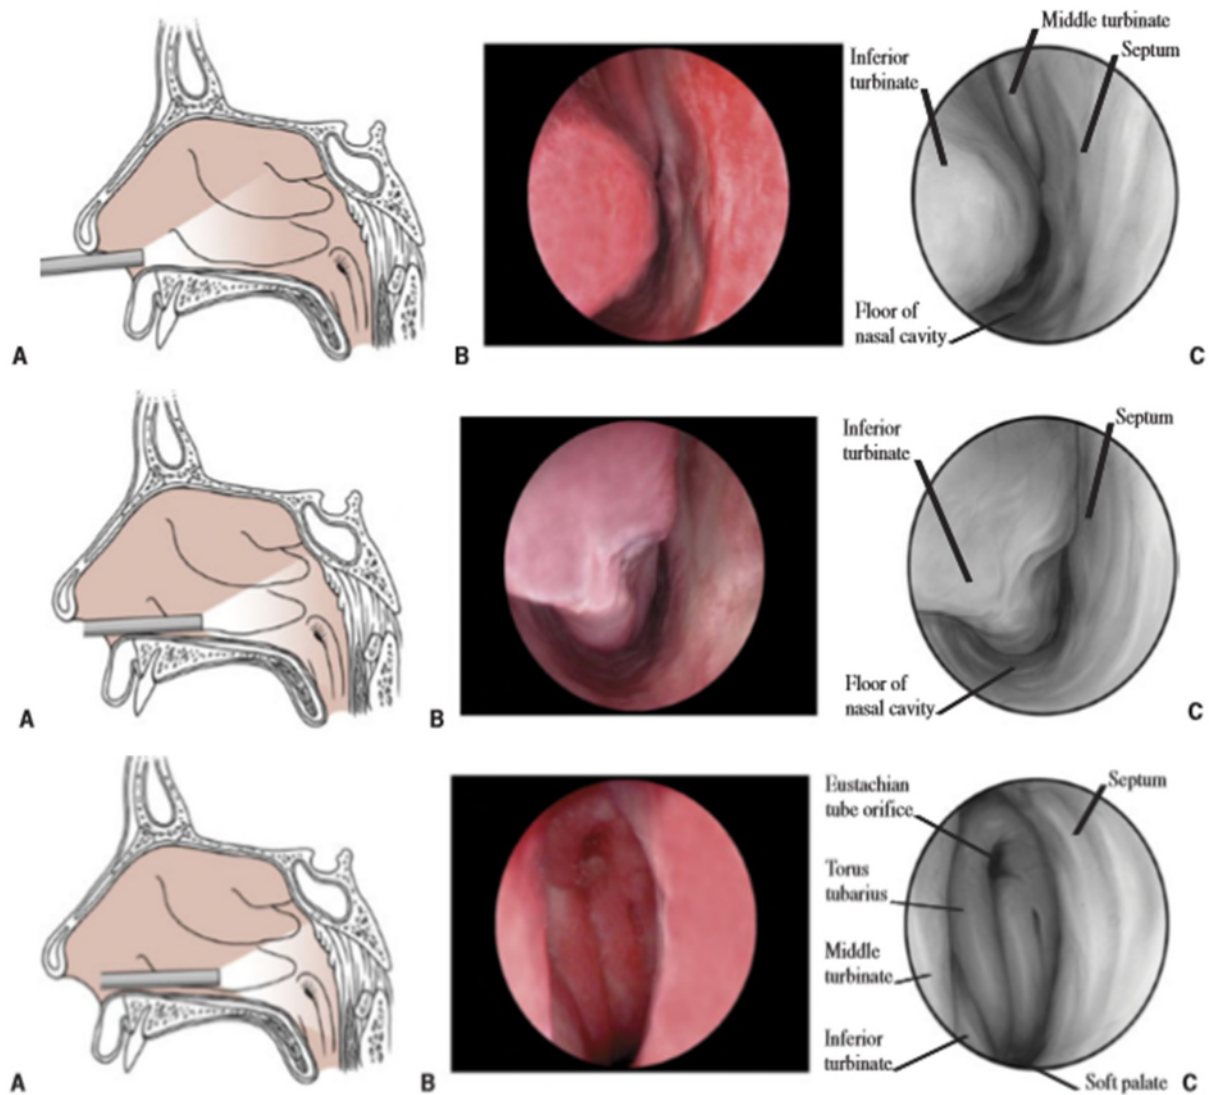 Middle turbinate
Inferior
turbinate
Septum
Floor of
nasal cavity
A
B
C
Inferior
turbinate
Septum
Floor of
nasal cavity
A
B
C
Eustachian
tube orifice
Septum
Torus
tubarius
Middle
turbinate
Inferior
turbinate
Soft palate
A
B
C